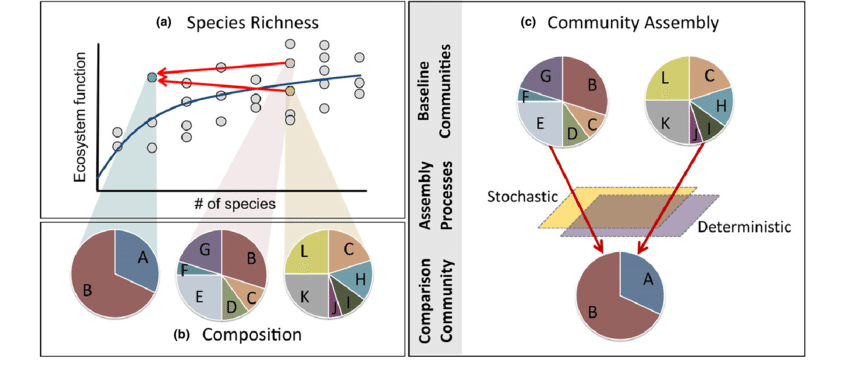 (a) Species Richness
Ecosystem function
# of species
A
B
G
B
F
E
D
C
L
C
H
K
J
I
(b) Composition
(c) Community Assembly
Baseline
Communities
G
B
F
E
D
C
L
C
H
K
J
I
Assembly
Processes
Stochastic
Deterministic
Comparison
Community
A
B